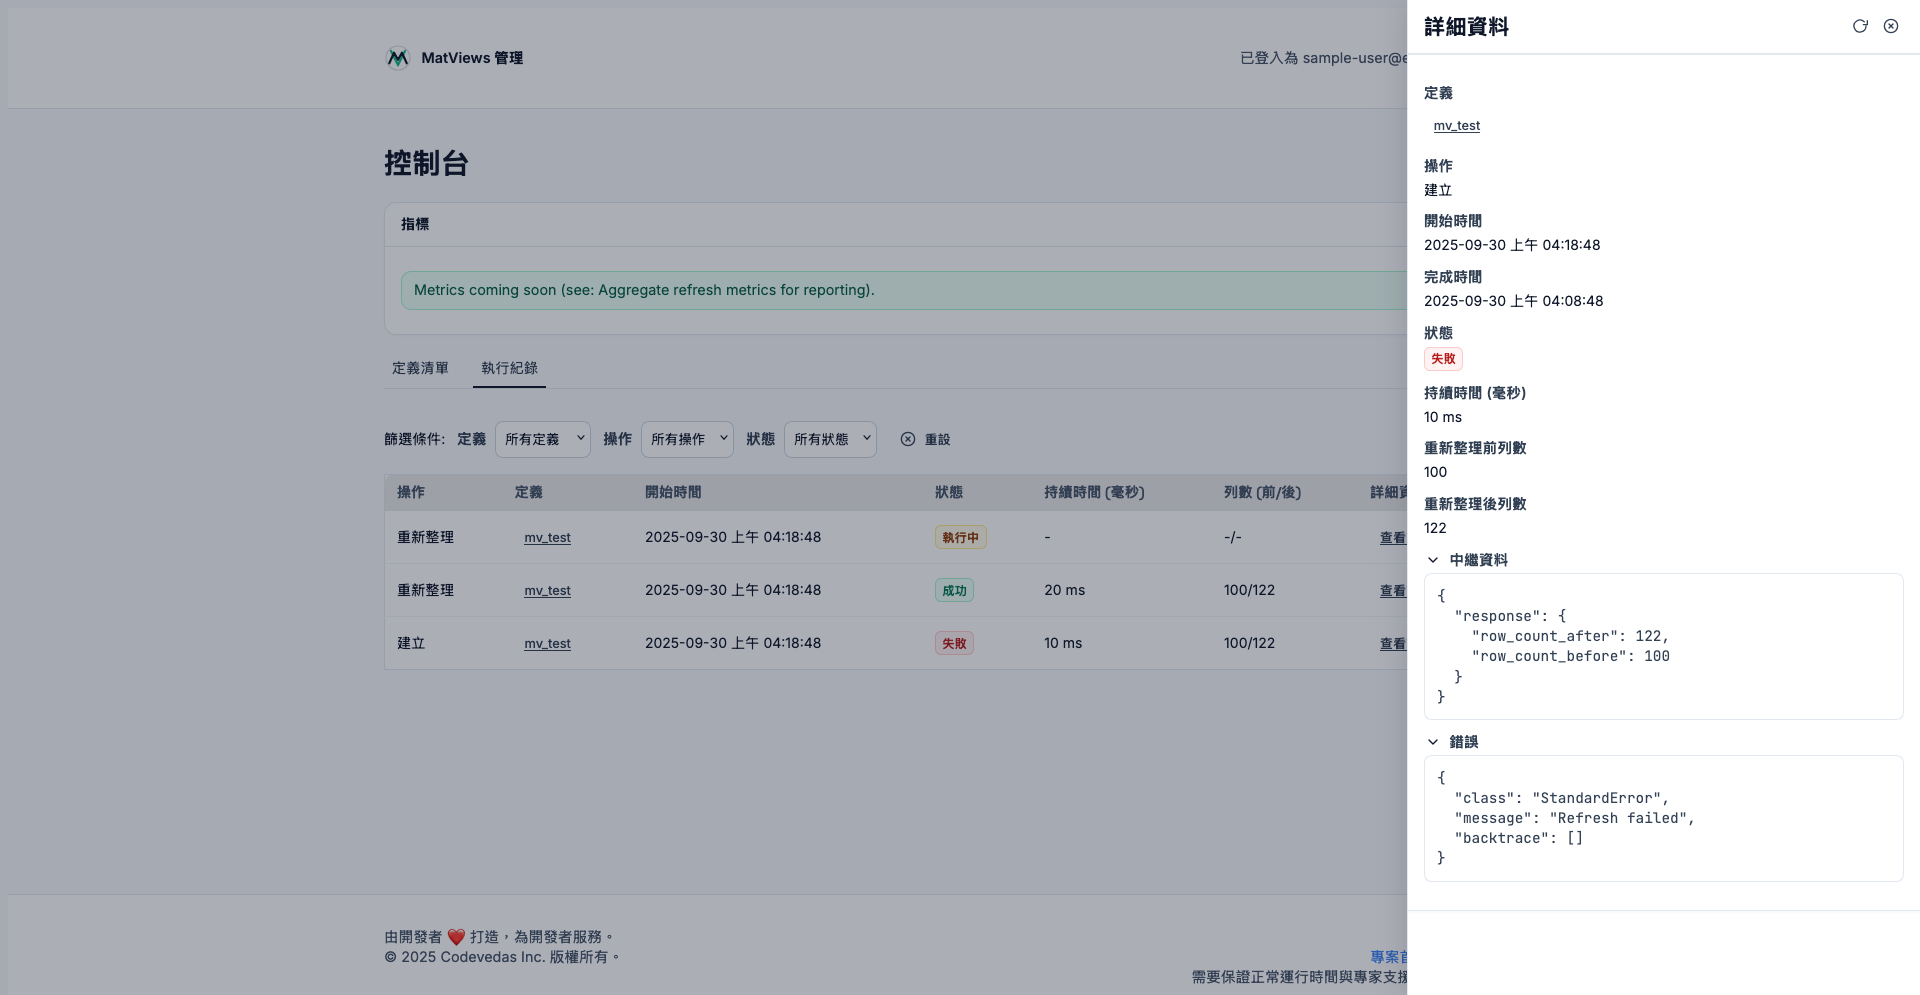 MatViews 管理
已登入為 sample-user@e
控制台
指標
Metrics coming soon (see: Aggregate refresh metrics for reporting).
定義清單 執行紀錄
篩選條件: 定義 所有定義 操作 所有操作 狀態 所有狀態 重設
操作 定義 開始時間 狀態 持續時間 (毫秒) 列數 (前/後) 詳細資
重新整理 mv_test 2025-09-30 上午 04:18:48 執行中 - -/- 查看
重新整理 mv_test 2025-09-30 上午 04:18:48 成功 20 ms 100/122 查看
建立 mv_test 2025-09-30 上午 04:18:48 失敗 10 ms 100/122 查看
由開發者 ❤️ 打造，為開發者服務。
© 2025 Codevedas Inc. 版權所有。
專案首
需要保證正常運行時間與專家支援
詳細資料
定義
mv_test
操作
建立
開始時間
2025-09-30 上午 04:18:48
完成時間
2025-09-30 上午 04:08:48
狀態
失敗
持續時間 (毫秒)
10 ms
重新整理前列數
100
重新整理後列數
122
中繼資料
{
  "response": {
    "row_count_after": 122,
    "row_count_before": 100
  }
}
錯誤
{
  "class": "StandardError",
  "message": "Refresh failed",
  "backtrace": []
}